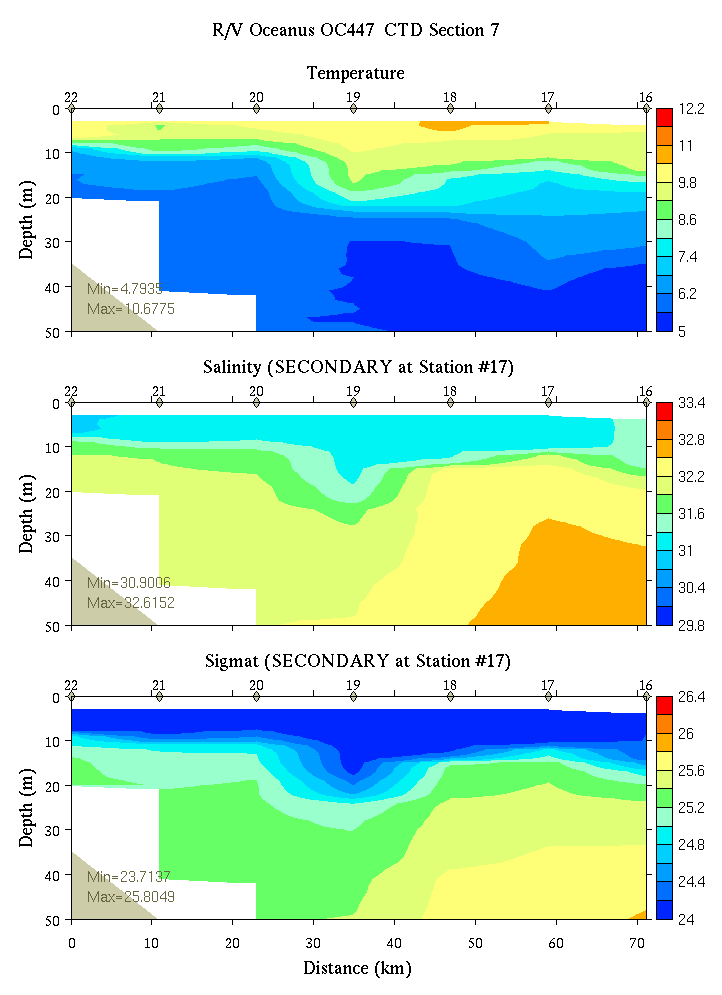 R/V Oceanus OC447 CTD Section 7
Temperature
22 21 20 19 18 17 16
0
10
20
30
40
50
Depth (m)
Min=4.7935
Max=10.6775
12.2
11
9.8
8.6
7.4
6.2
5
Salinity (SECONDARY at Station #17)
22 21 20 19 18 17 16
0
10
20
30
40
50
Depth (m)
Min=30.9006
Max=32.6152
33.4
32.8
32.2
31.6
31
30.4
29.8
Sigmat (SECONDARY at Station #17)
22 21 20 19 18 17 16
0
10
20
30
40
50
Depth (m)
Min=23.7137
Max=25.8049
26.4
26
25.6
25.2
24.8
24.4
24
0 10 20 30 40 50 60 70
Distance (km)